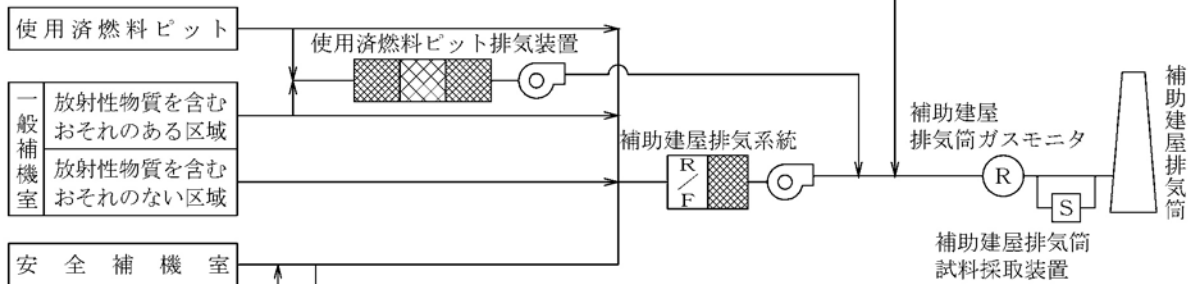 使用済燃料ピット
使用済燃料ピット排気装置
一般補機室
放射性物質を含む
おそれのある区域
放射性物質を含む
おそれのない区域
安全補機室
補助建屋排気系統
R/F
補助建屋
排気筒ガスモニタ
R
S
補助建屋排気筒
試料採取装置
補助建屋排気筒